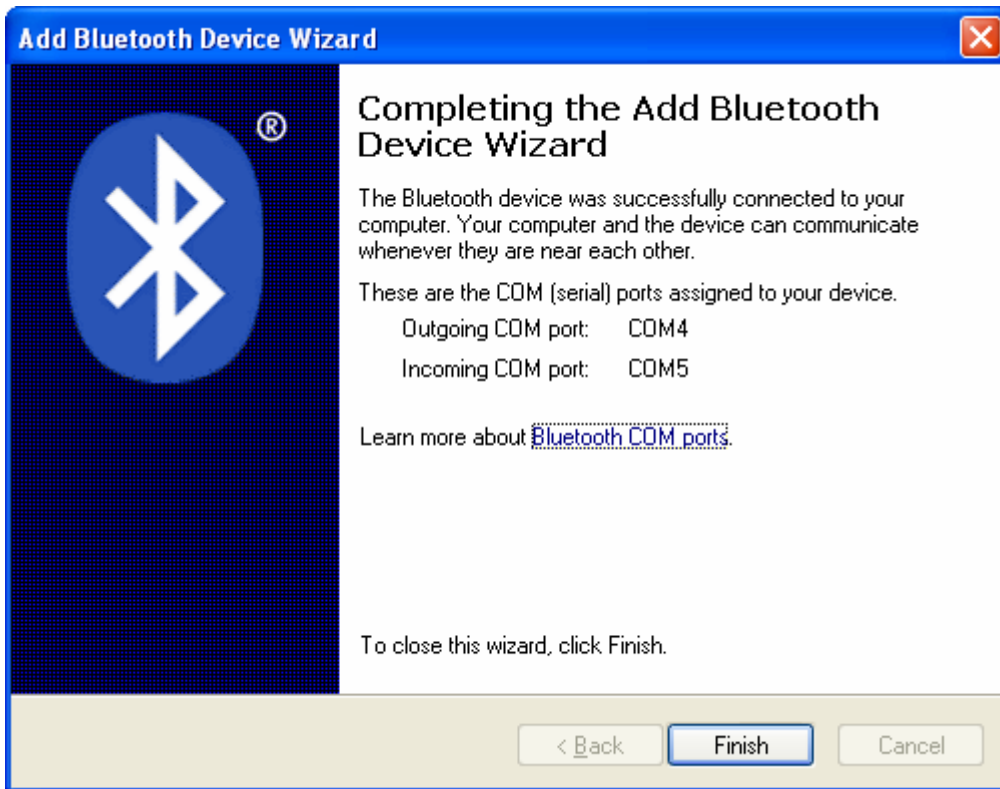 Add Bluetooth Device Wizard
®
Completing the Add Bluetooth
Device Wizard
The Bluetooth device was successfully connected to your
computer. Your computer and the device can communicate
whenever they are near each other.
These are the COM (serial) ports assigned to your device.
Outgoing COM port: COM4
Incoming COM port: COM5
Learn more about Bluetooth COM ports.
To close this wizard, click Finish.
< Back Finish Cancel